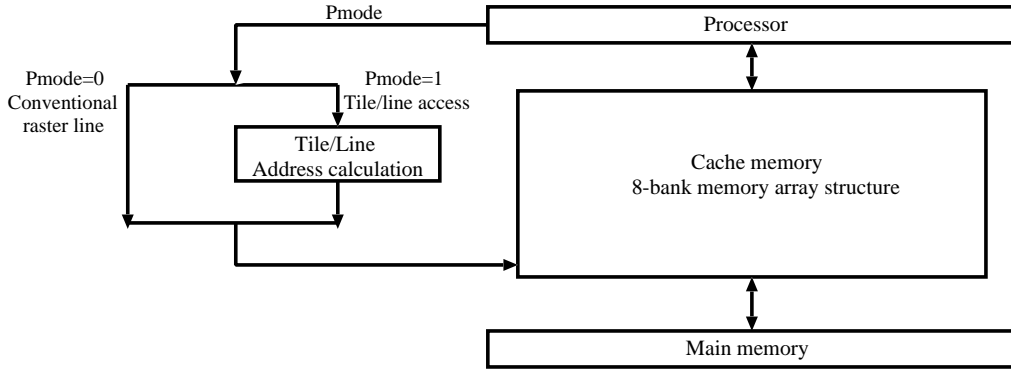 Pmode
Processor
Pmode=0
Conventional
raster line
Pmode=1
Tile/line access
Tile/Line
Address calculation
Cache memory
8-bank memory array structure
Main memory